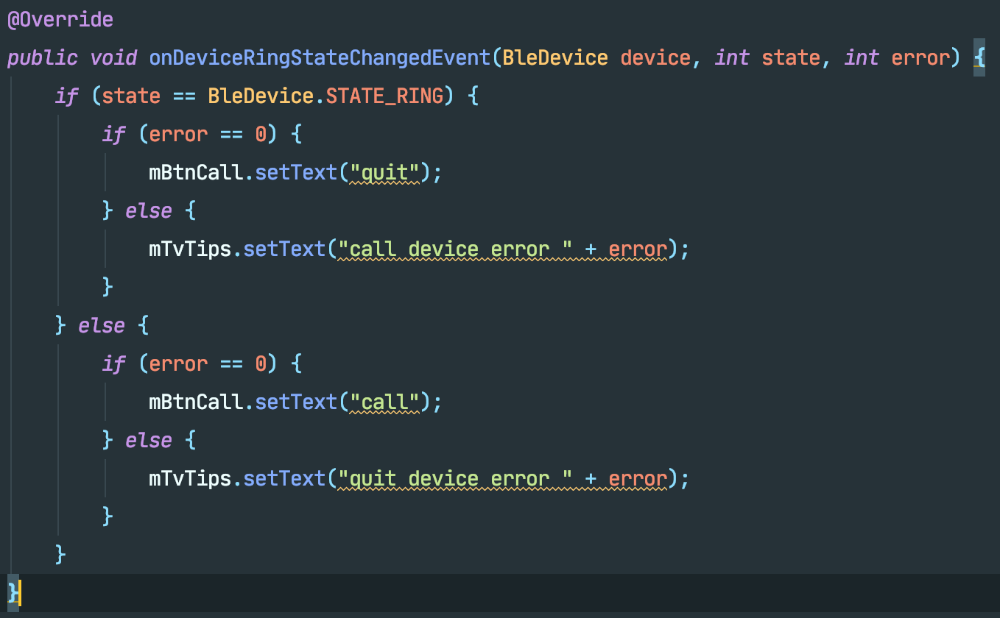 @Override
public void onDeviceRingStateChangedEvent(BleDevice device, int state, int error) {
    if (state == BleDevice.STATE_RING) {
        if (error == 0) {
            mBtnCall.setText("quit");
        } else {
            mTvTips.setText("call device error " + error);
        }
    } else {
        if (error == 0) {
            mBtnCall.setText("call");
        } else {
            mTvTips.setText("quit device error " + error);
        }
    }
}